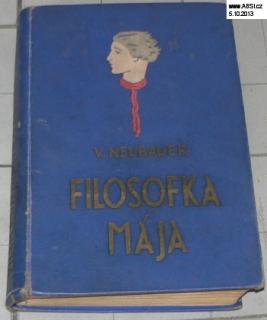 www.ABSI.cz
5.10.2013
V. NEUBAUER
FILOSOFKA
MÁJA